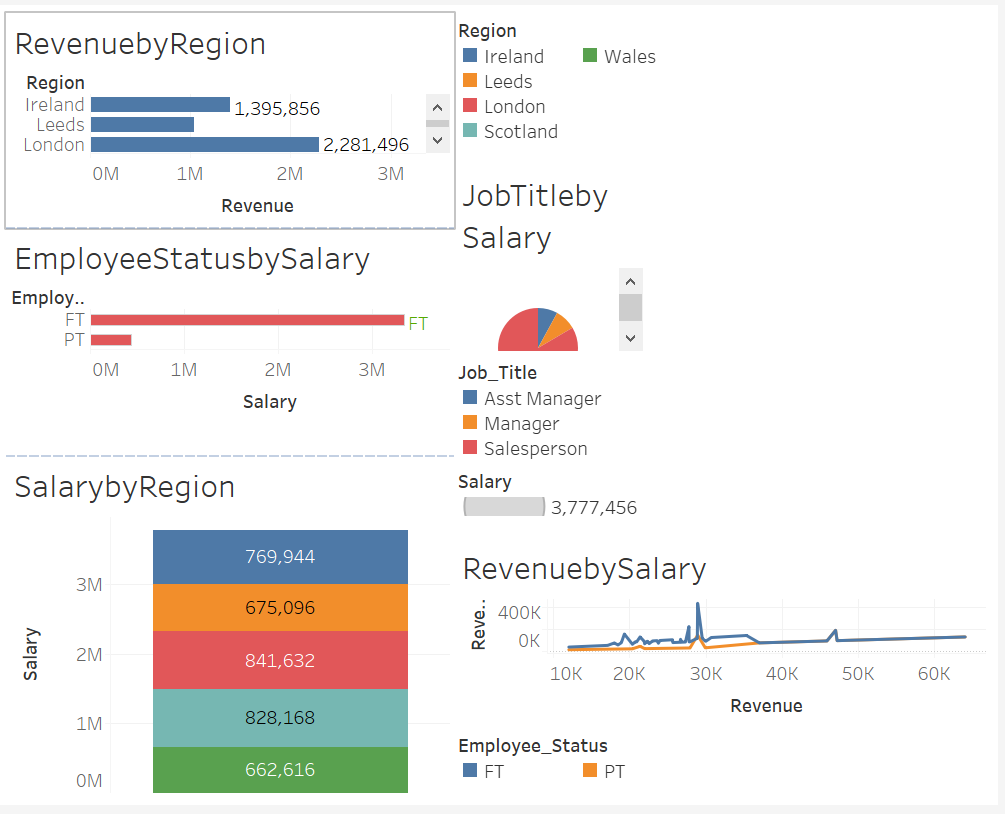 RevenuebyRegion
Region
Ireland 1,395,856
Leeds
London 2,281,496
0M 1M 2M 3M
Revenue
EmployeeStatusbySalary
Employ..
FT FT
PT
0M 1M 2M 3M
Salary
SalarybyRegion
Salary
3M
2M
1M
0M
769,944
675,096
841,632
828,168
662,616
Region
Ireland Wales
Leeds
London
Scotland
JobTitleby
Salary
Job_Title
Asst Manager
Manager
Salesperson
Salary
3,777,456
RevenuebySalary
Reve..
400K
0K
10K 20K 30K 40K 50K 60K
Revenue
Employee_Status
FT PT